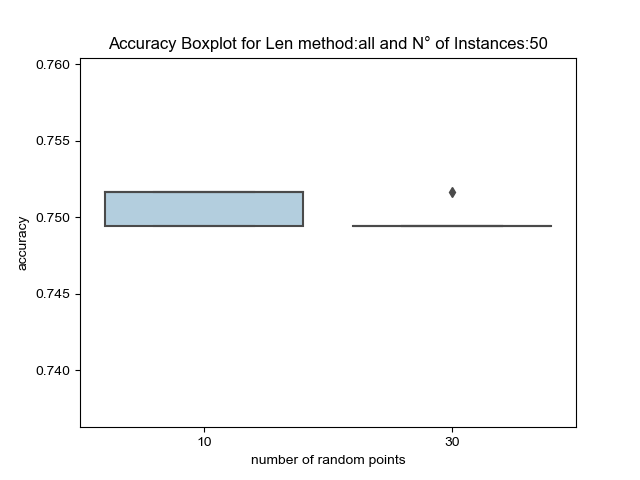 Accuracy Boxplot for Len method:all and N° of Instances:50
0.760
0.755
0.750
0.745
0.740
accuracy
10
30
number of random points